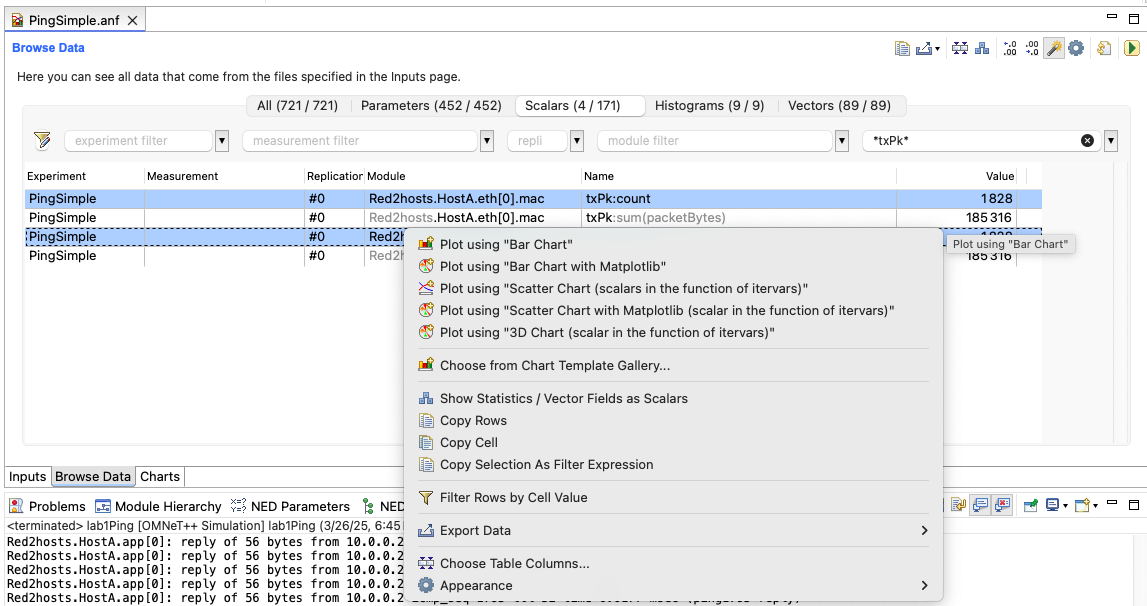 PingSimple.anf
Browse Data
Here you can see all data that come from the files specified in the Inputs page.
All (721 / 721) Parameters (452 / 452) Scalars (4 / 171) Histograms (9 / 9) Vectors (89 / 89)
experiment filter measurement filter repli module filter *txPk*
Experiment Measurement Replication Module Name Value
PingSimple #0 Red2hosts.HostA.eth[0].mac txPk:count 1 828
PingSimple #0 Red2hosts.HostA.eth[0].mac txPk:sum(packetBytes) 185 316
PingSimple #0 Red2h
PingSimple #0 Red2h 185 316
Plot using "Bar Chart"
Plot using "Bar Chart"
Plot using "Bar Chart with Matplotlib"
Plot using "Scatter Chart (scalars in the function of itervars)"
Plot using "Scatter Chart with Matplotlib (scalar in the function of itervars)"
Plot using "3D Chart (scalar in the function of itervars)"
Choose from Chart Template Gallery...
Show Statistics / Vector Fields as Scalars
Copy Rows
Copy Cell
Copy Selection As Filter Expression
Filter Rows by Cell Value
Export Data
Choose Table Columns...
Appearance
Inputs Browse Data Charts
Problems Module Hierarchy NED Parameters NED
<terminated> lab1Ping [OMNeT++ Simulation] lab1Ping (3/26/25, 6:45
Red2hosts.HostA.app[0]: reply of 56 bytes from 10.0.0.2
Red2hosts.HostA.app[0]: reply of 56 bytes from 10.0.0.2
Red2hosts.HostA.app[0]: reply of 56 bytes from 10.0.0.2
Red2hosts.HostA.app[0]: reply of 56 bytes from 10.0.0.2
Red2hosts.HostA.app[0]: reply of 56 bytes from 10.0.0.2